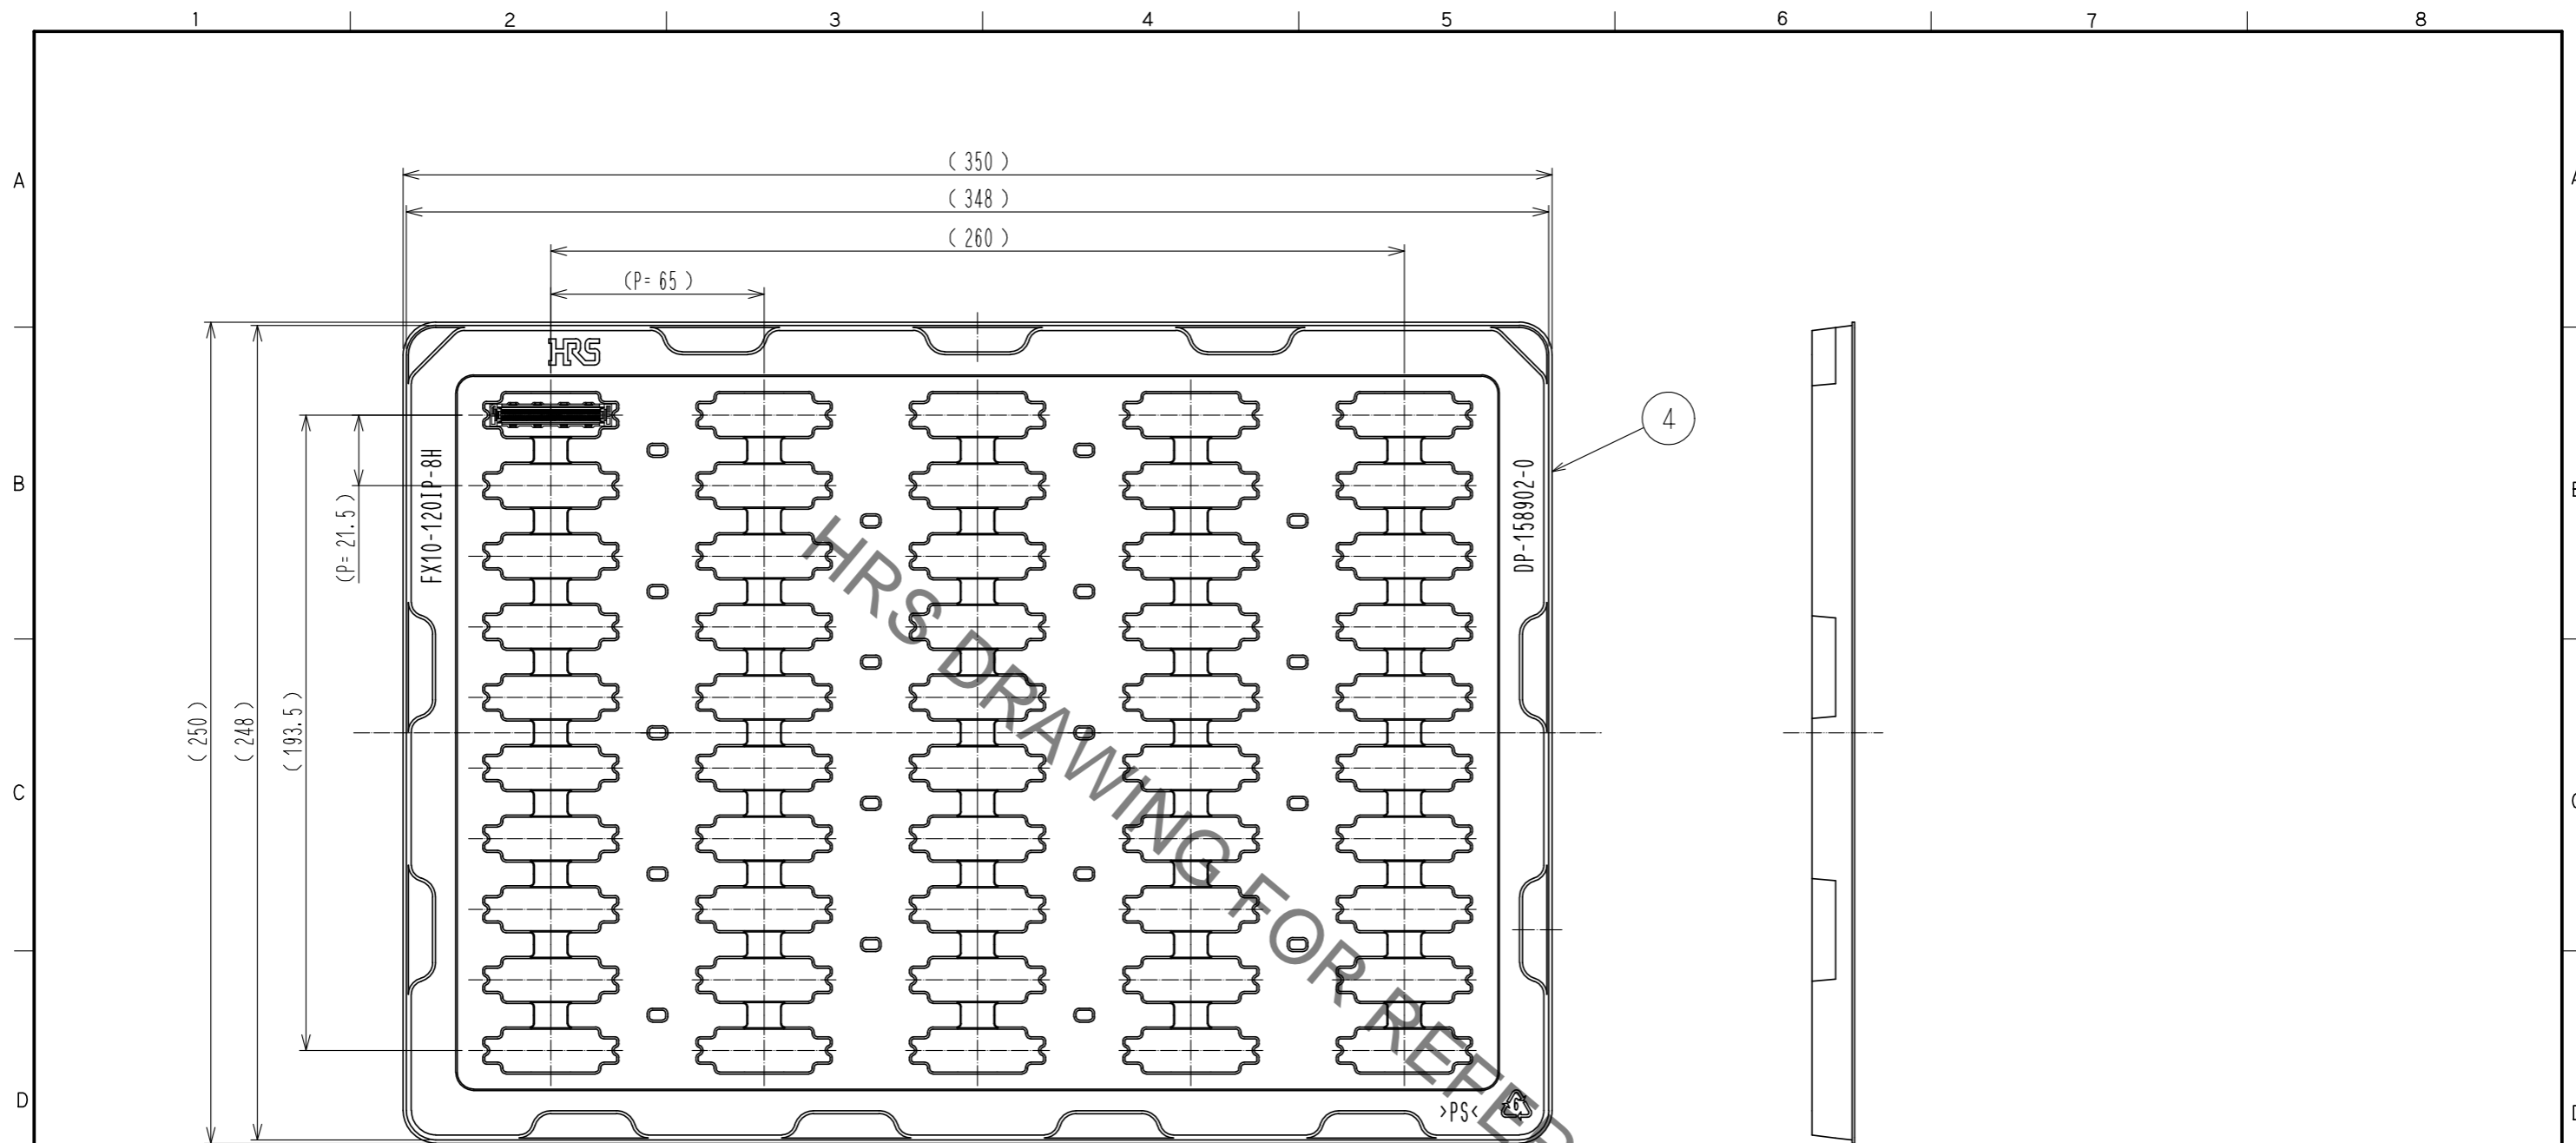 1 2 3 4 5 6 7 8
( 350 )
A
( 348 )
( 260 )
(P= 65 )
HRS
4
B
FX10-120IP-8H
DP-158902-0
(P= 21.5 )
( 250 )
( 248 )
( 193.5 )
C
HRS DRAWING FOR REFER
D
>PS<
6